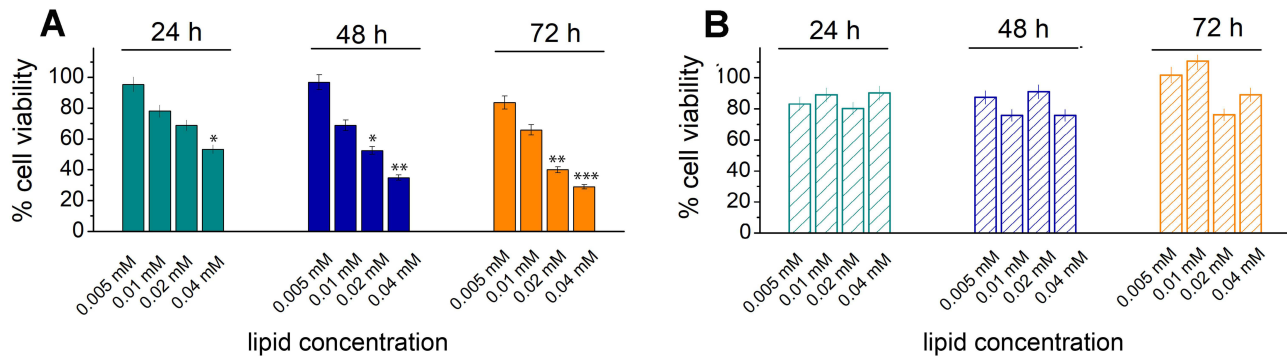 A
24 h
48 h
72 h
% cell viability
100
80
60
40
20
0
*
*
**
**
***
0.005 mM
0.01 mM
0.02 mM
0.04 mM
0.005 mM
0.01 mM
0.02 mM
0.04 mM
0.005 mM
0.01 mM
0.02 mM
0.04 mM
lipid concentration
B
24 h
48 h
72 h
% cell viability
100
80
60
40
20
0
0.005 mM
0.01 mM
0.02 mM
0.04 mM
0.005 mM
0.01 mM
0.02 mM
0.04 mM
0.005 mM
0.01 mM
0.02 mM
0.04 mM
lipid concentration